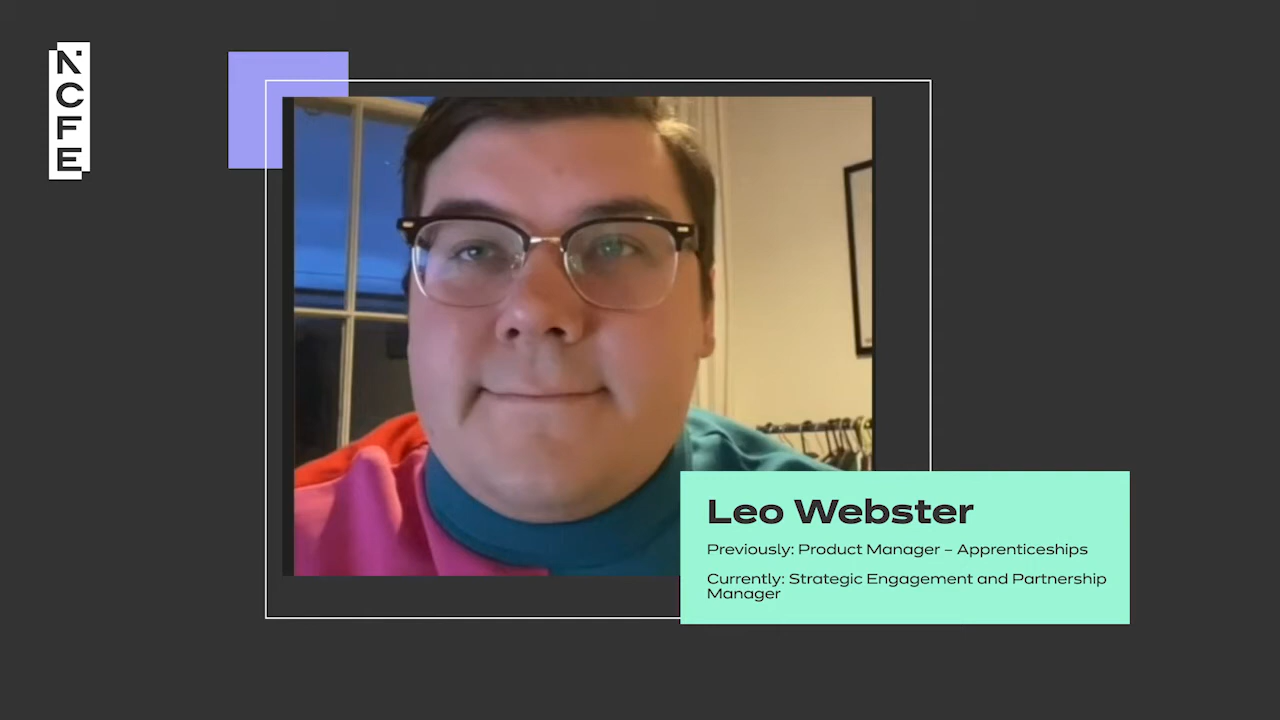 NCFE
Leo Webster
Previously: Product Manager – Apprenticeships
Currently: Strategic Engagement and Partnership
Manager